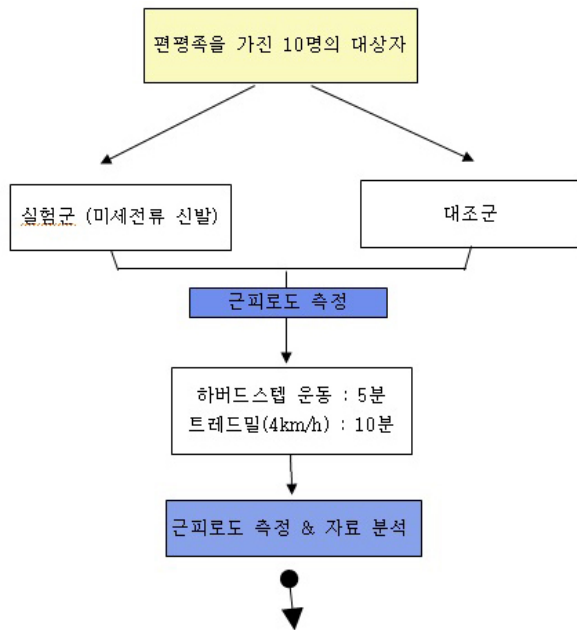 편평족을 가진 10명의 대상자
실험군 (미세전류 신발)
대조군
근피로도 측정
하버드스텝 운동 : 5분
트레드밀(4km/h) : 10분
근피로도 측정 & 자료 분석